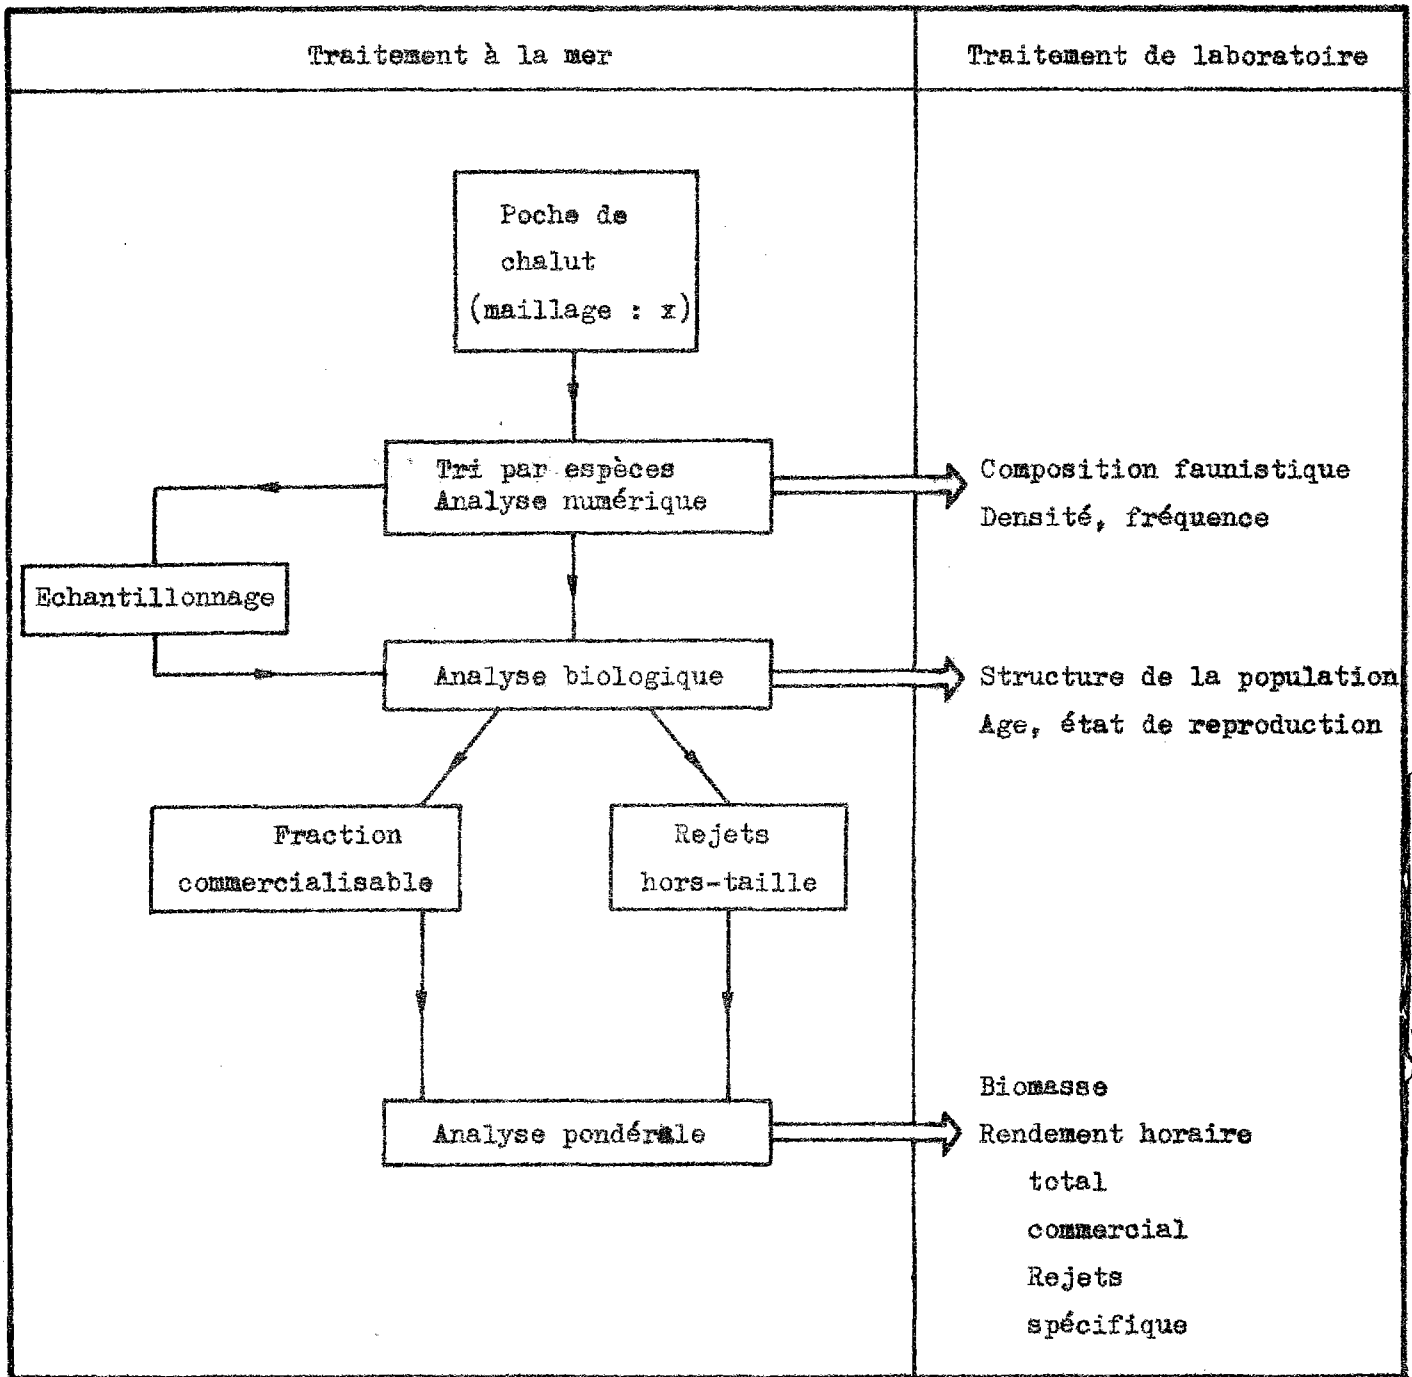 Traitement à la mer
Traitement de laboratoire
Poche de
chalut
(maillage : x)
Tri par espèces
Analyse numérique
Composition faunistique
Densité, fréquence
Echantillonnage
Analyse biologique
Structure de la population
Age, état de reproduction
Fraction
commercialisable
Rejets
hors-taille
Analyse pondérale
Biomasse
Rendement horaire
total
commercial
Rejets
spécifique